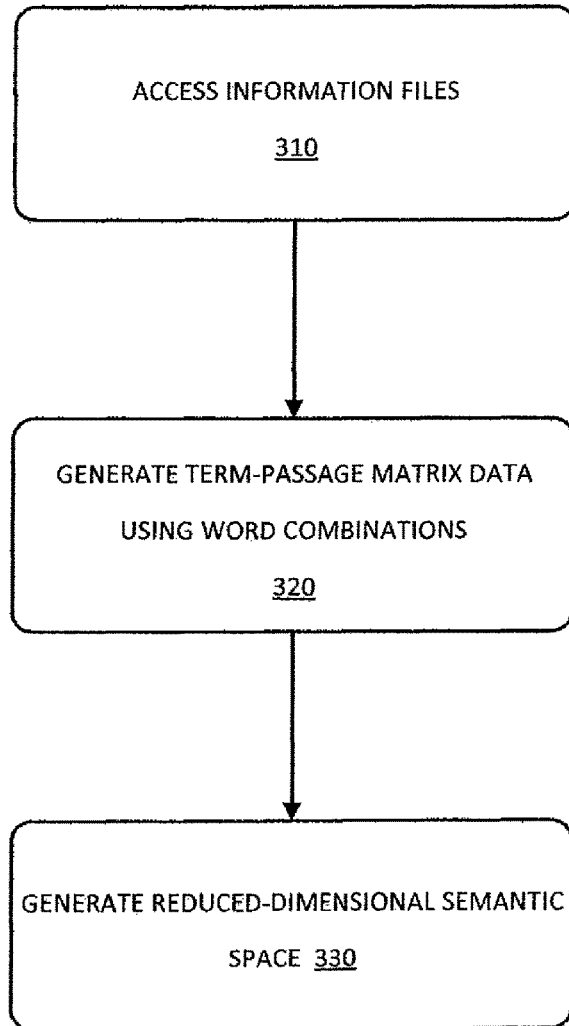 ACCESS INFORMATION FILES
310
GENERATE TERM-PASSAGE MATRIX DATA
USING WORD COMBINATIONS
320
GENERATE REDUCED-DIMENSIONAL SEMANTIC
SPACE 330